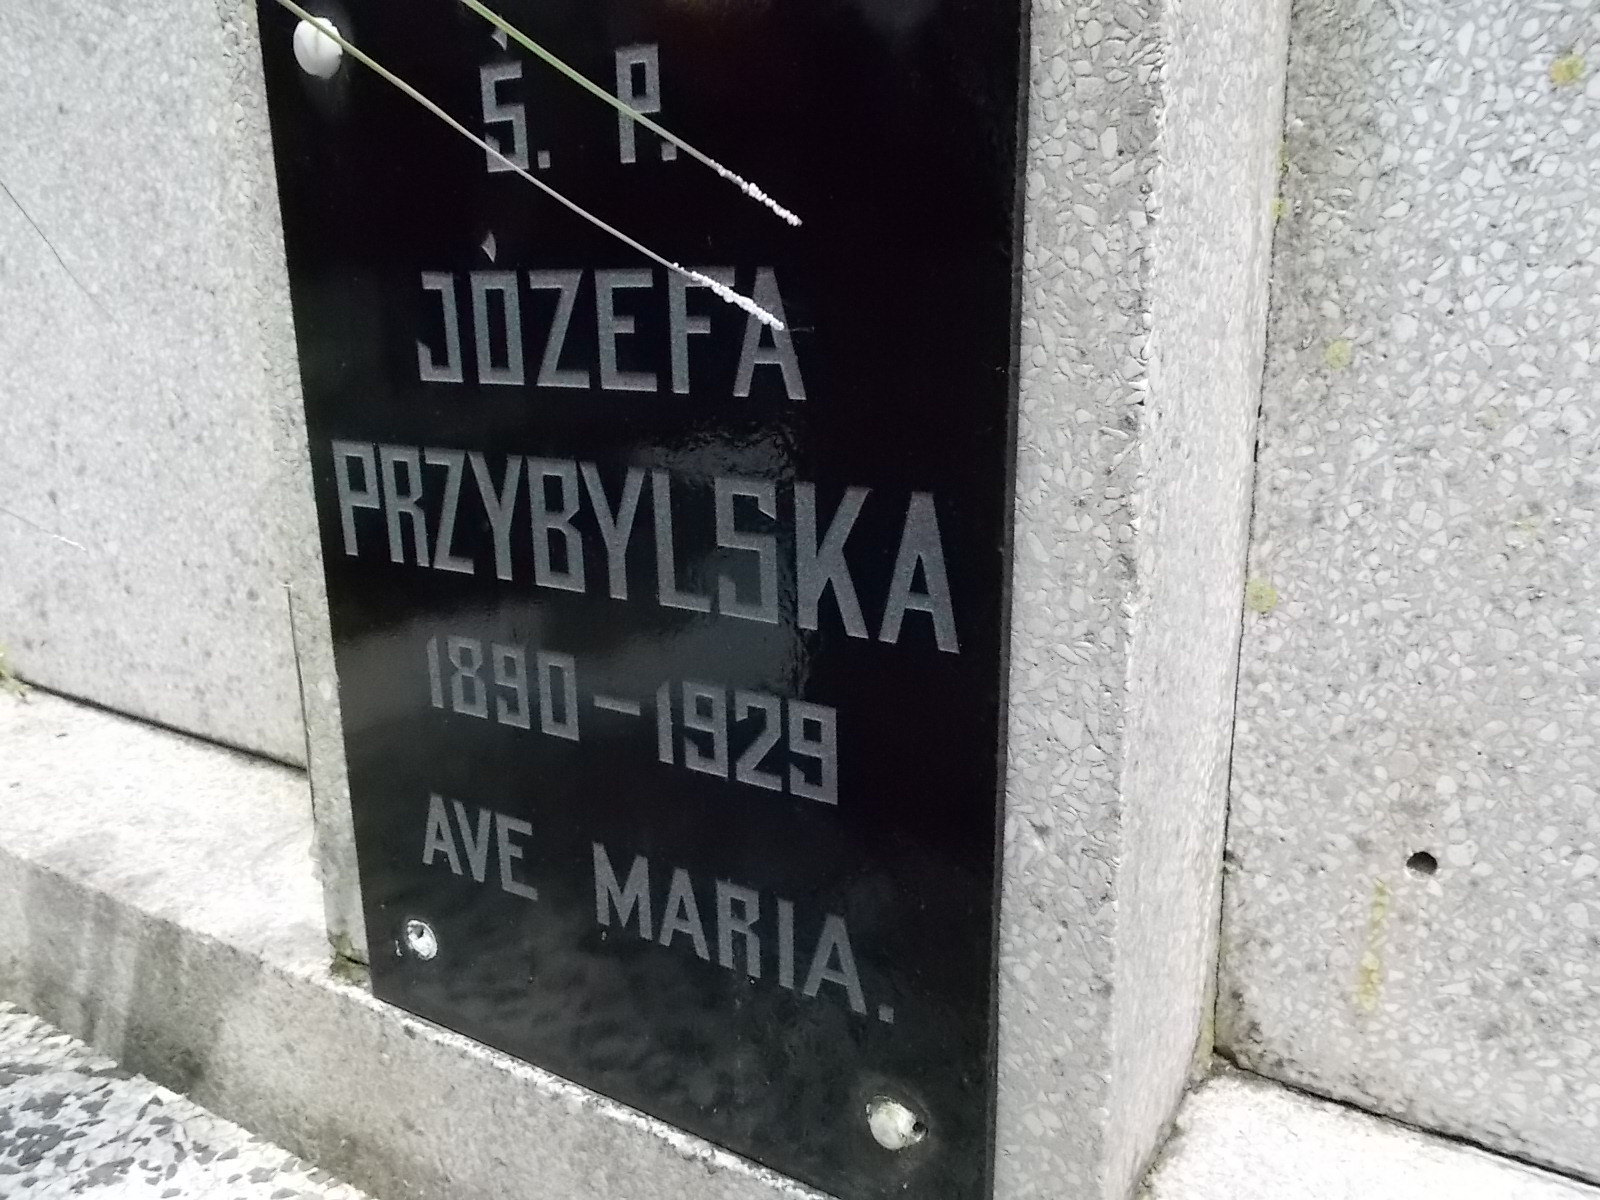 Ś. P.
JÓZEFA
PRZYBYLSKA
1890-1929
AVE MARIA.